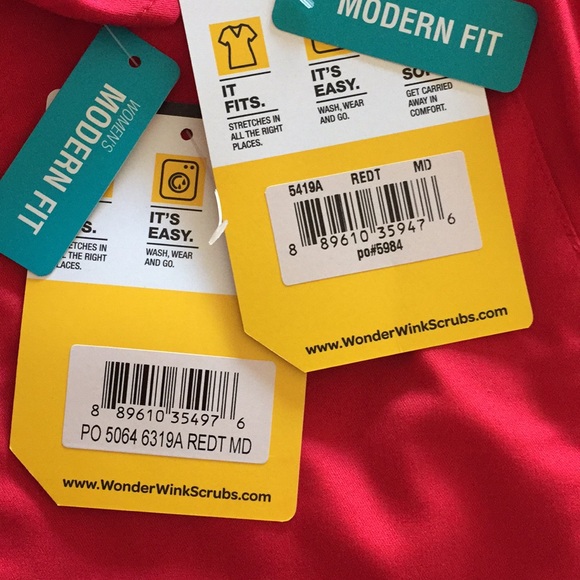 WOMEN'S
MODERN FIT
MODERN FIT
IT
FITS.
STRETCHES IN
ALL THE RIGHT
PLACES.
IT'S
EASY.
WASH, WEAR
AND GO.
GET CARRIED
AWAY IN
COMFORT.
5419A REDT MD
8 89610 35947 6
po#5984
www.WonderWinkScrubs.com
S.
ETCHES IN
L THE RIGHT
LACES.
IT'S
EASY.
WASH, WEAR
AND GO.
8 89610 35497 6
PO 5064 6319A REDT MD
www.WonderWinkScrubs.com